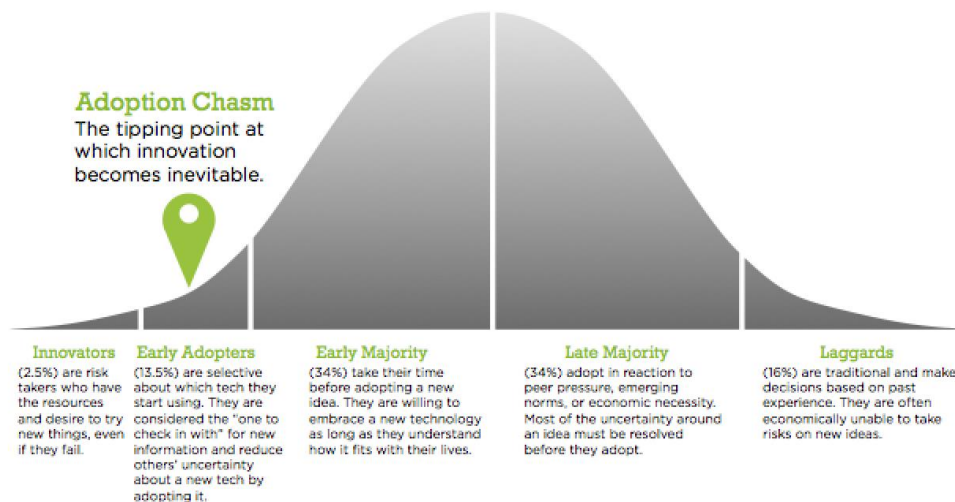 Adoption Chasm
The tipping point at
which innovation
becomes inevitable.
Innovators
(2.5%) are risk
takers who have
the resources
and desire to try
new things, even
if they fail.
Early Adopters
(13.5%) are selective
about which tech they
start using. They are
considered the "one to
check in with" for new
information and reduce
others' uncertainty
about a new tech by
adopting it.
Early Majority
(34%) take their time
before adopting a new
idea. They are willing to
embrace a new technology
as long as they understand
how it fits with their lives.
Late Majority
(34%) adopt in reaction to
peer pressure, emerging
norms, or economic necessity.
Most of the uncertainty around
an idea must be resolved
before they adopt.
Laggards
(16%) are traditional and make
decisions based on past
experience. They are often
economically unable to take
risks on new ideas.